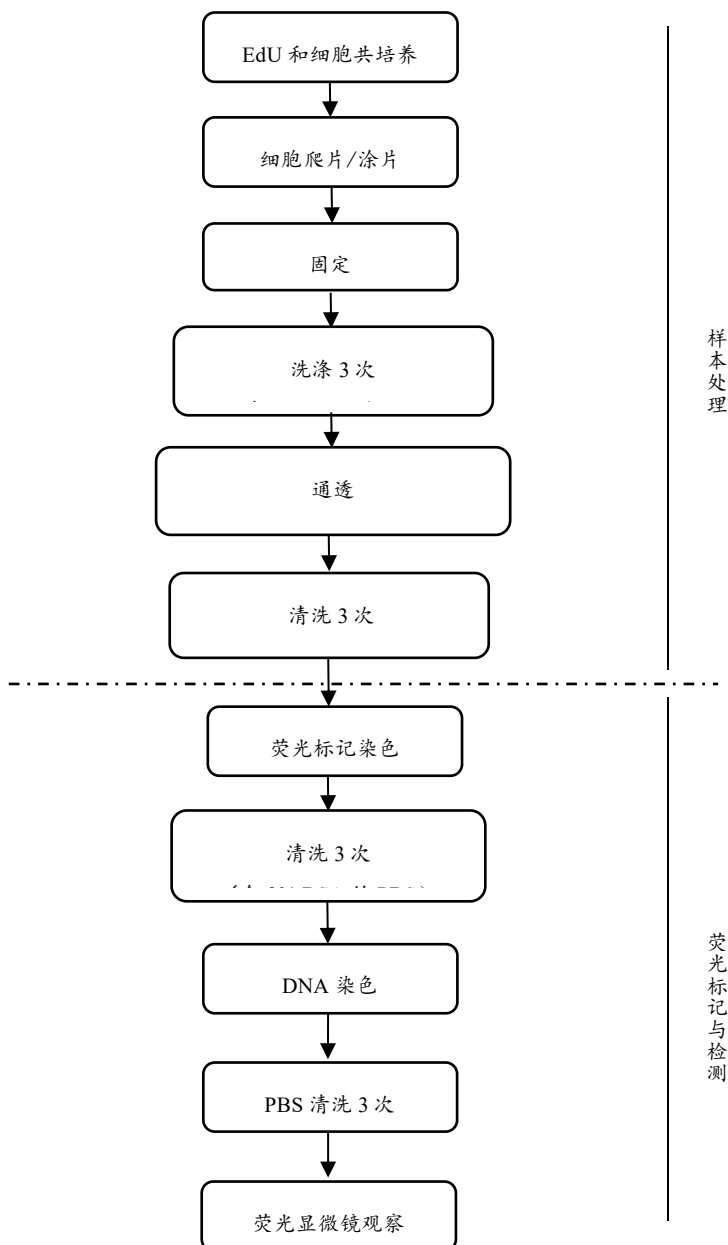 EdU 和细胞共培养
细胞爬片/涂片
固定
洗涤 3 次
通透
清洗 3 次
样本处理
荧光标记染色
清洗 3 次
DNA 染色
PBS 清洗 3 次
荧光显微镜观察
荧光标记与检测